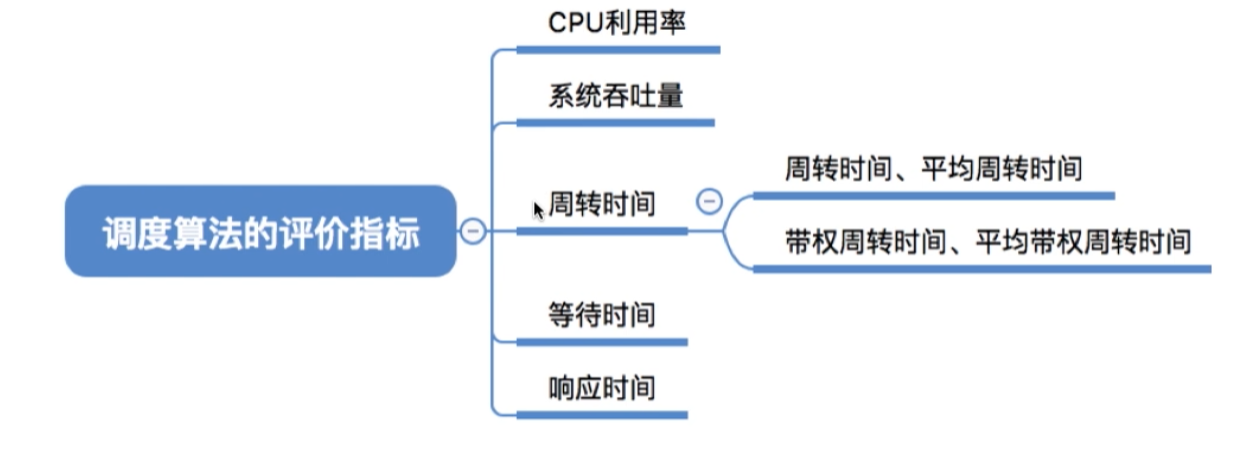 CPU利用率
系统吞吐量
周转时间、平均周转时间
周转时间
调度算法的评价指标
带权周转时间、平均带权周转时间
等待时间
响应时间